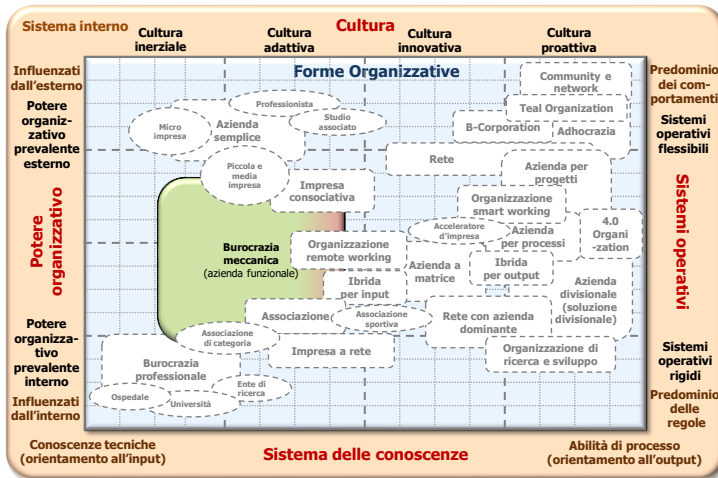 Sistema interno
Cultura
Cultura
inerziale
Cultura
adattiva
Cultura
innovativa
Cultura
proattiva
Forme Organizzative
Influenzati
dall'esterno
Potere
organiz-
zativo
prevalente
esterno
Potere
organizzativo
Potere
organizza-
tivo
prevalente
interno
Influenzati
dall'interno
Predominio
dei com-
portamenti
Sistemi
operativi
flessibili
Sistemi operativi
Sistemi
operativi
rigidi
Predominio
delle
regole
Community e
network
Teal Organization
B-Corporation
Adhocrazia
Professionista
Micro
impresa
Azienda
semplice
Studio
associato
Piccola e
media
impresa
Rete
Azienda per
progetti
Impresa
consociativa
Organizzazione
smart working
Acceleratore
d'impresa
Azienda
per processi
4.0
Organi
-zation
Burocrazia
meccanica
(azienda funzionale)
Organizzazione
remote working
Azienda a
matrice
Ibrida
per output
Ibrida
per input
Azienda
divisionale
(soluzione
divisionale)
Associazione
Associazione
sportiva
Rete con azienda
dominante
Associazione
di categoria
Impresa a rete
Organizzazione di
ricerca e sviluppo
Burocrazia
professionale
Ente di
ricerca
Ospedale
Università
Conoscenze tecniche
(orientamento all'input)
Sistema delle conoscenze
Abilità di processo
(orientamento all'output)